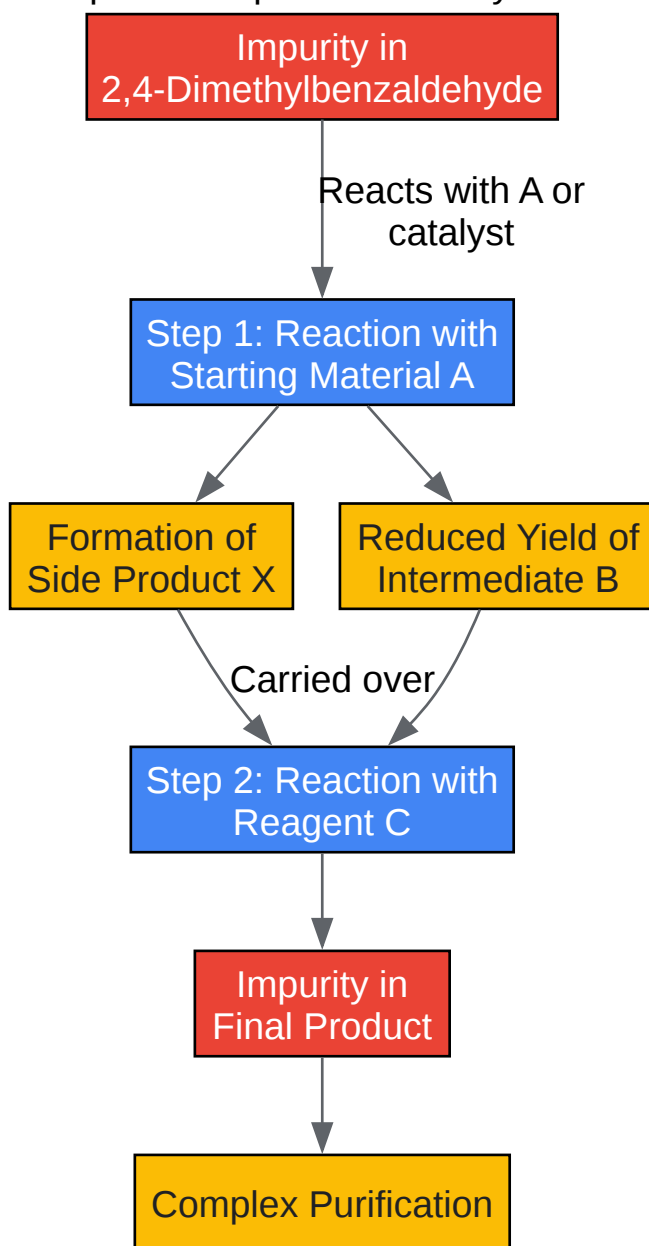 Impurity in
2,4-Dimethylbenzaldehyde
Reacts with A or
catalyst
Step 1: Reaction with
Starting Material A
Formation of
Side Product X
Reduced Yield of
Intermediate B
Carried over
Step 2: Reaction with
Reagent C
Impurity in
Final Product
Complex Purification